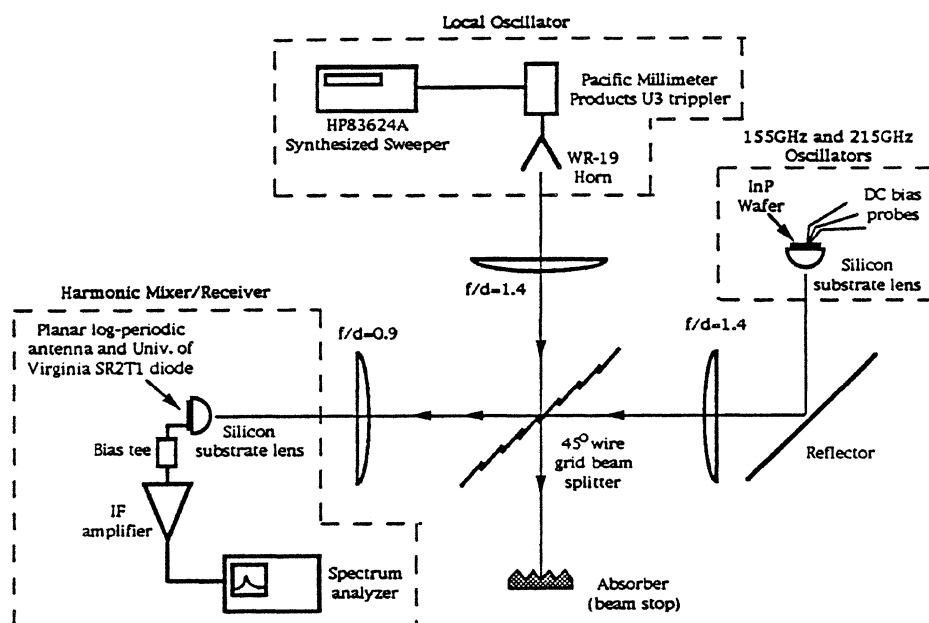 Local Oscillator
Pacific Millimeter
Products U3 trippler
HP83624A
Synthesized Sweeper
WR-19
Horn
155GHz and 215GHz
Oscillators
InP
Wafer
DC bias
probes
Silicon
substrate lens
f/d=1.4
f/d=1.4
Harmonic Mixer/Receiver
Planar log-periodic
antenna and Univ. of
Virginia SR2T1 diode
f/d=0.9
Silicon
substrate lens
Bias tee
IF
amplifier
Spectrum
analyzer
45° wire
grid beam
splitter
Reflector
Absorber
(beam stop)